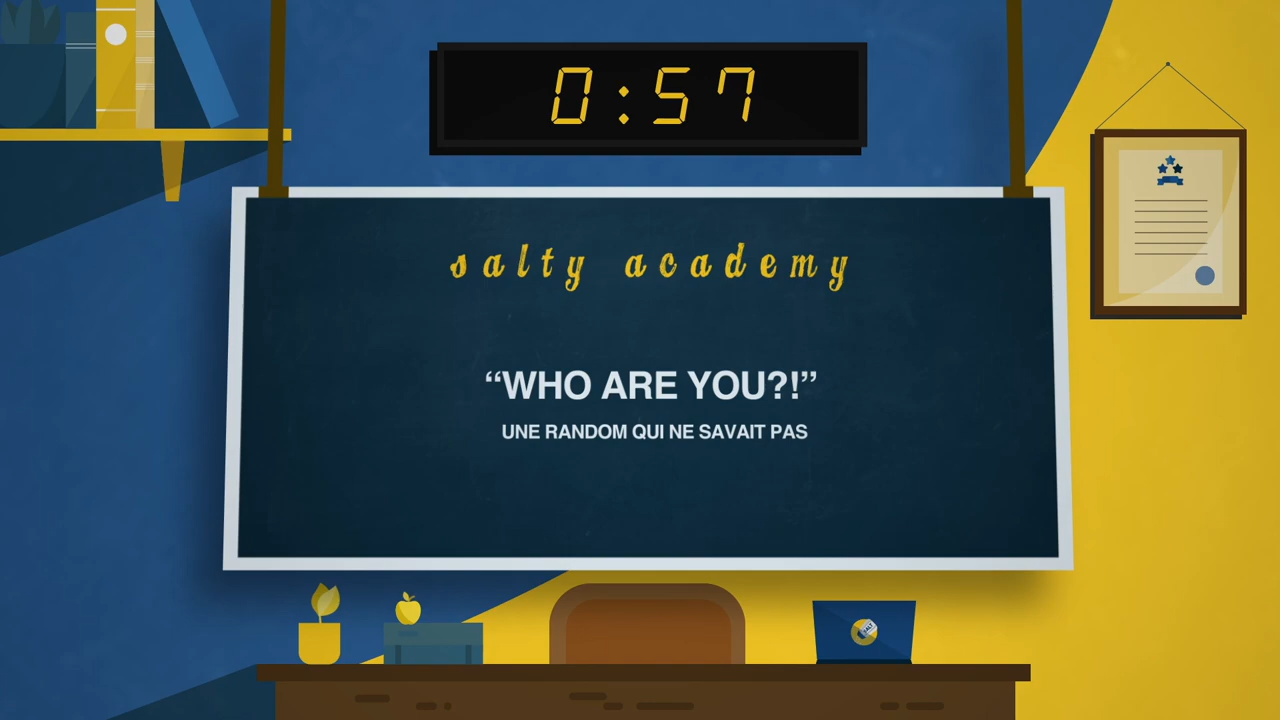 0:57
salty academy
“WHO ARE YOU?!”
UNE RANDOM QUI NE SAVAIT PAS